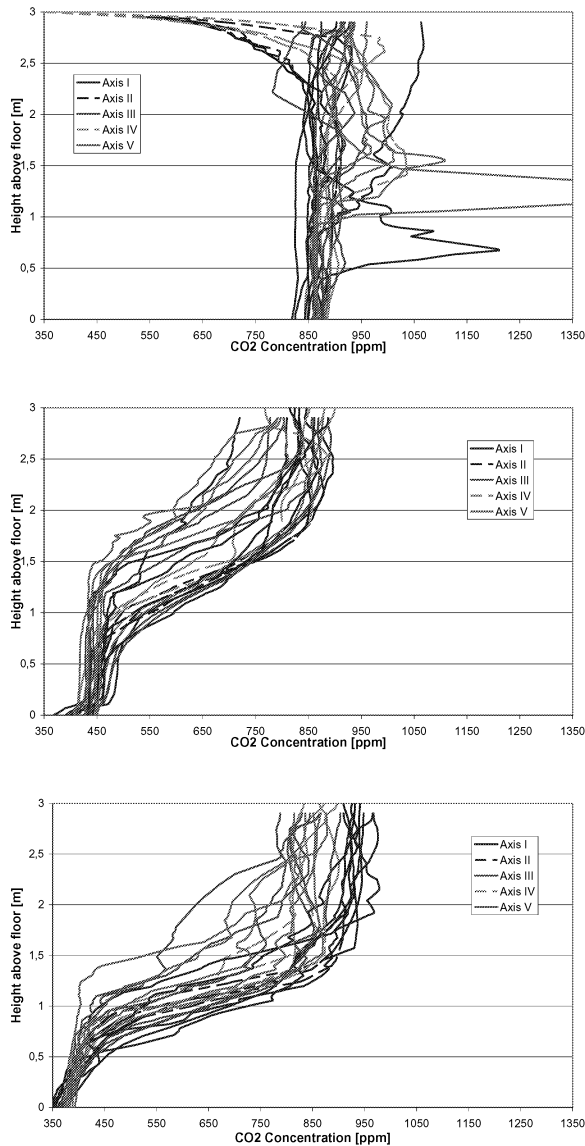 3
2,5
2
1,5
1
0,5
0
Height above floor [m]
Axis I
Axis II
Axis III
Axis IV
Axis V
350 450 550 650 750 850 950 1050 1150 1250 1350
CO2 Concentration [ppm]
3
2,5
2
1,5
1
0,5
0
Height above floor [m]
Axis I
Axis II
Axis III
Axis IV
Axis V
350 450 550 650 750 850 950 1050 1150 1250 1350
CO2 Concentration [ppm]
3
2,5
2
1,5
1
0,5
0
Height above floor [m]
Axis I
Axis II
Axis III
Axis IV
Axis V
350 450 550 650 750 850 950 1050 1150 1250 1350
CO2 Concentration [ppm]